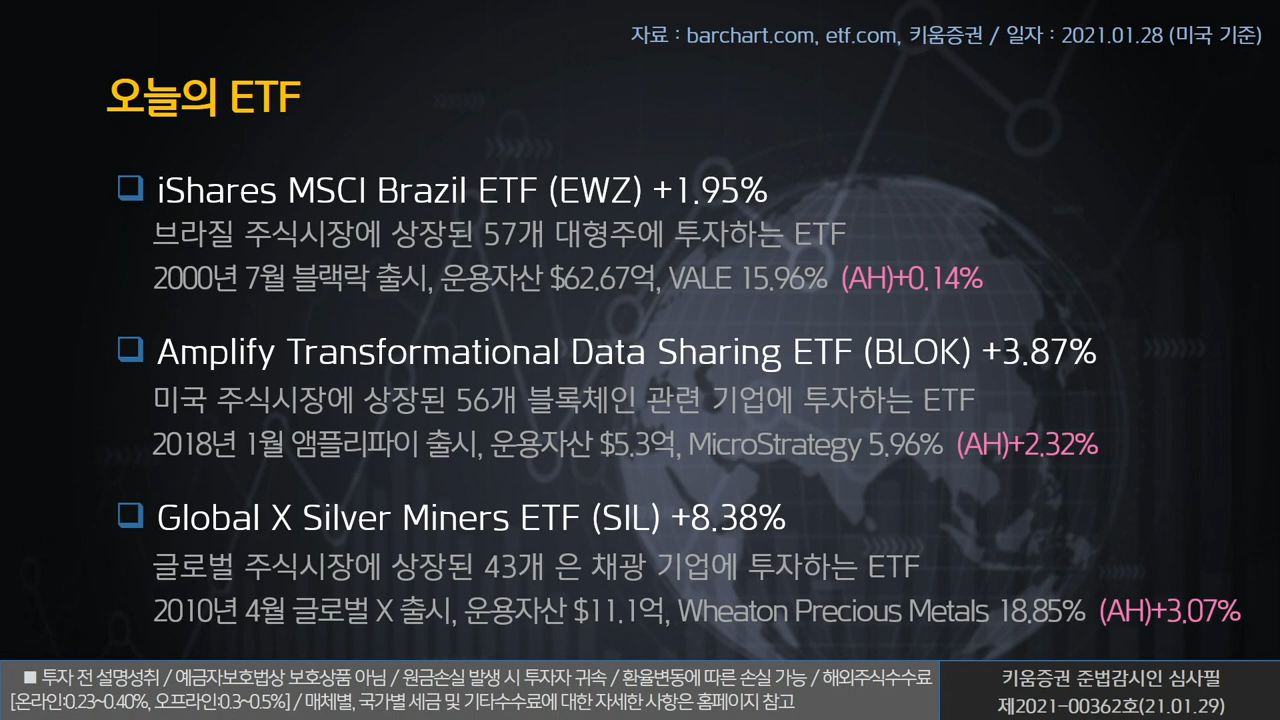 자료 : barchart.com, etf.com, 키움증권 / 일자 : 2021.01.28 (미국 기준)
오늘의 ETF
❑ iShares MSCI Brazil ETF (EWZ) +1.95%
브라질 주식시장에 상장된 57개 대형주에 투자하는 ETF
2000년 7월 블랙락 출시, 운용자산 $62.67억, VALE 15.96% (AH)+0.14%
❑ Amplify Transformational Data Sharing ETF (BLOK) +3.87%
미국 주식시장에 상장된 56개 블록체인 관련 기업에 투자하는 ETF
2018년 1월 앰플리파이 출시, 운용자산 $5.3억, MicroStrategy 5.96% (AH)+2.32%
❑ Global X Silver Miners ETF (SIL) +8.38%
글로벌 주식시장에 상장된 43개 은 채광 기업에 투자하는 ETF
2010년 4월 글로벌 X 출시, 운용자산 $11.1억, Wheaton Precious Metals 18.85% (AH)+3.07%
■ 투자 전 설명성취 / 예금자보호법상 보호상품 아님 / 원금손실 발생 시 투자자 귀속 / 환율변동에 따른 손실 가능 / 해외주식수수료
[온라인:0.23~0.40%, 오프라인:0.3~0.5%] / 매체별, 국가별 세금 및 기타수수료에 대한 자세한 사항은 홈페이지 참고
키움증권 준법감시인 심사필
제2021-00362호(21.01.29)